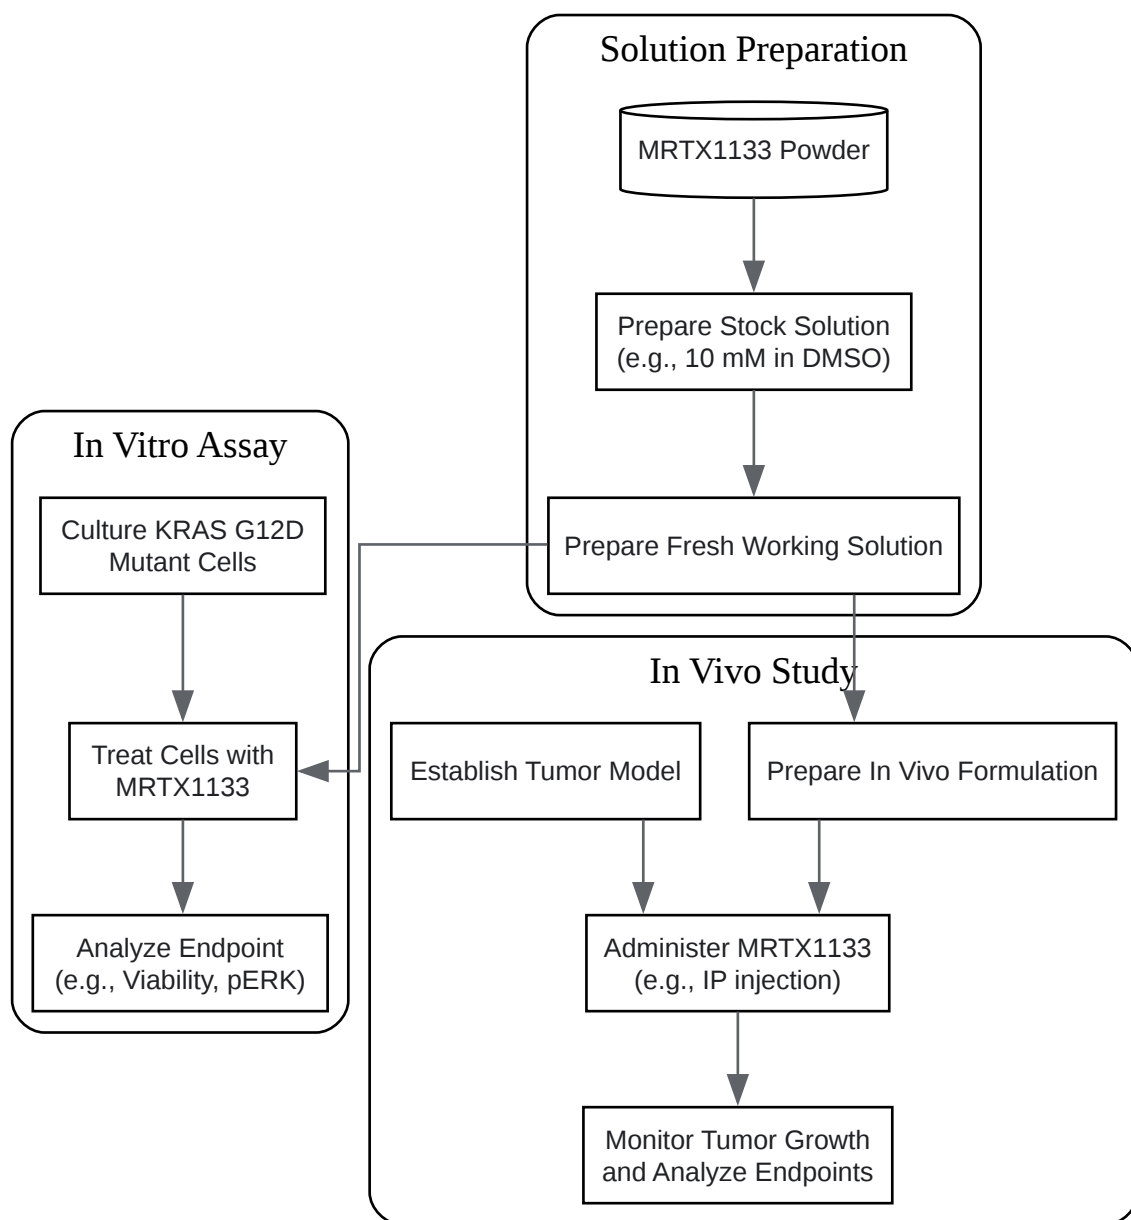 Solution Preparation
MRTX1133 Powder
Prepare Stock Solution
(e.g., 10 mM in DMSO)
Prepare Fresh Working Solution
In Vitro Assay
Culture KRAS G12D
Mutant Cells
Treat Cells with
MRTX1133
Analyze Endpoint
(e.g., Viability, pERK)
In Vivo Study
Establish Tumor Model
Prepare In Vivo Formulation
Administer MRTX1133
(e.g., IP injection)
Monitor Tumor Growth
and Analyze Endpoints